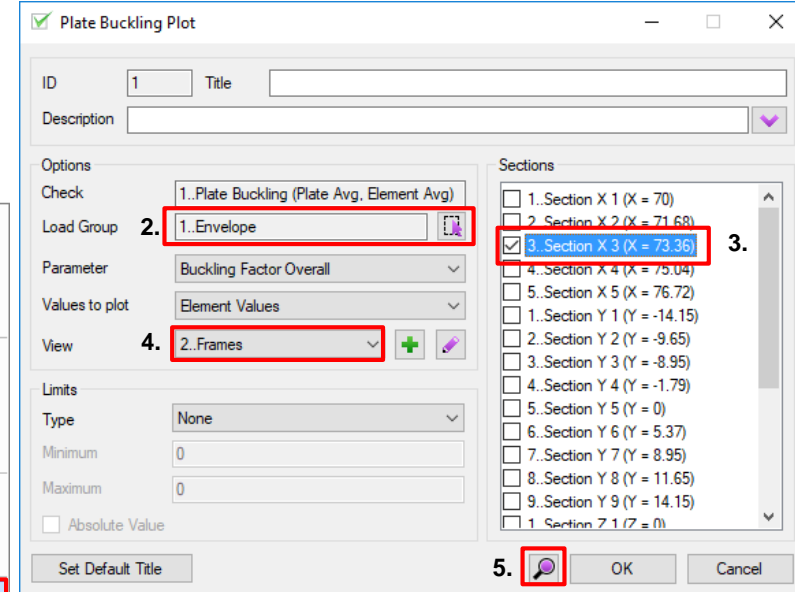 Plate Buckling Plot
ID 1 Title
Description
Options
Check 1..Plate Buckling (Plate Avg, Element Avg)
Load Group 2. 1..Envelope
Parameter Buckling Factor Overall
Values to plot Element Values
View 4. 2..Frames
Limits
Type None
Minimum 0
Maximum 0
Absolute Value
Sections
1..Section X 1 (X = 70)
2..Section X 2 (X = 71.68)
3..Section X 3 (X = 73.36) 3.
4..Section X 4 (X = 75.04)
5..Section X 5 (X = 76.72)
1..Section Y 1 (Y = -14.15)
2..Section Y 2 (Y = -9.65)
3..Section Y 3 (Y = -8.95)
4..Section Y 4 (Y = -1.79)
5..Section Y 5 (Y = 0)
6..Section Y 6 (Y = 5.37)
7..Section Y 7 (Y = 8.95)
8..Section Y 8 (Y = 11.65)
9..Section Y 9 (Y = 14.15)
1..Section Z 1 (Z = 0)
Set Default Title 5. OK Cancel